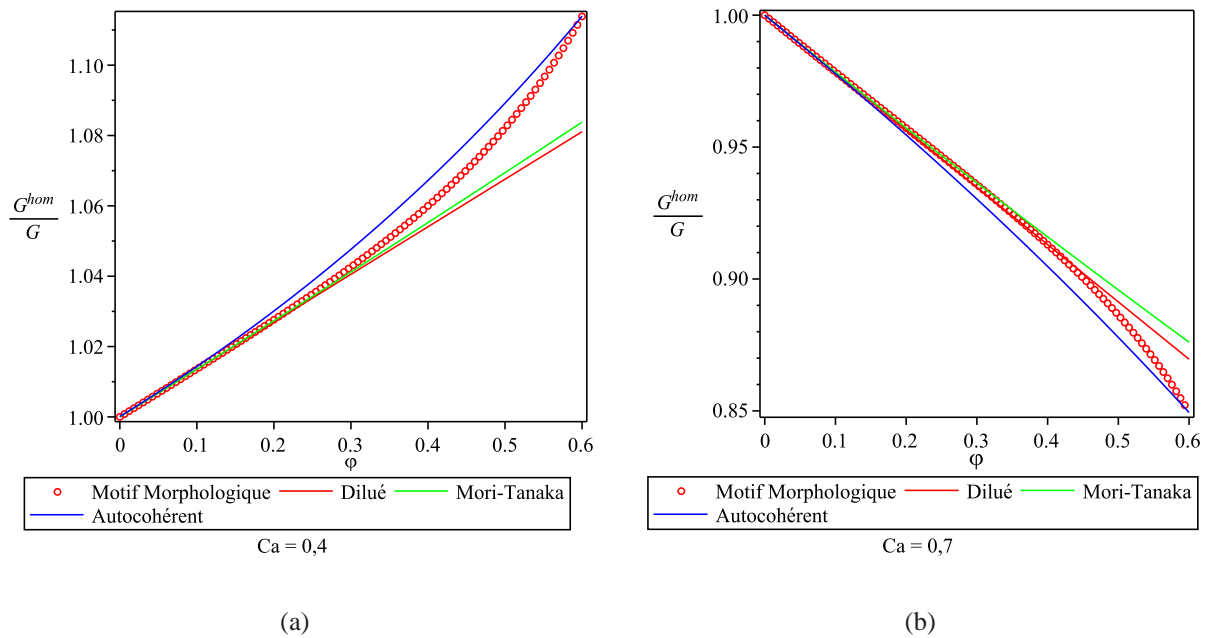 1.10
1.08
G^hom
G
1.06
1.04
1.02
1.00
0 0.1 0.2 0.3 0.4 0.5 0.6
φ
Motif Morphologique Dilué Mori-Tanaka
Autocohérent
Ca = 0,4
(a)
1.00
0.95
G^hom
G
0.90
0.85
0 0.1 0.2 0.3 0.4 0.5 0.6
φ
Motif Morphologique Dilué Mori-Tanaka
Autocohérent
Ca = 0,7
(b)